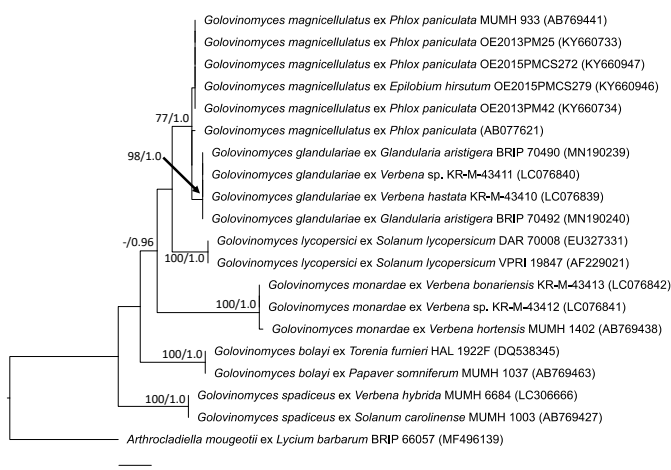 Golovinomyces magnicellulatus ex Phlox paniculata MUMH 933 (AB769441)
Golovinomyces magnicellulatus ex Phlox paniculata OE2013PM25 (KY660733)
Golovinomyces magnicellulatus ex Phlox paniculata OE2015PMCS272 (KY660947)
Golovinomyces magnicellulatus ex Epilobium hirsutum OE2015PMCS279 (KY660946)
Golovinomyces magnicellulatus ex Phlox paniculata OE2013PM42 (KY660734)
77/1.0
Golovinomyces magnicellulatus ex Phlox paniculata (AB077621)
Golovinomyces glandulariae ex Glandularia aristigera BRIP 70490 (MN190239)
98/1.0
Golovinomyces glandulariae ex Verbena sp. KR-M-43411 (LC076840)
Golovinomyces glandulariae ex Verbena hastata KR-M-43410 (LC076839)
Golovinomyces glandulariae ex Glandularia aristigera BRIP 70492 (MN190240)
Golovinomyces lycopersici ex Solanum lycopersicum DAR 70008 (EU327331)
-/0.96
100/1.0
Golovinomyces lycopersici ex Solanum lycopersicum VPRI 19847 (AF229021)
Golovinomyces monardae ex Verbena bonariensis KR-M-43413 (LC076842)
100/1.0
Golovinomyces monardae ex Verbena sp. KR-M-43412 (LC076841)
Golovinomyces monardae ex Verbena hortensis MUMH 1402 (AB769438)
Golovinomyces bolayi ex Torenia furnieri HAL 1922F (DQ538345)
100/1.0
Golovinomyces bolayi ex Papaver somniferum MUMH 1037 (AB769463)
Golovinomyces spadiceus ex Verbena hybrida MUMH 6684 (LC306666)
100/1.0
Golovinomyces spadiceus ex Solanum carolinense MUMH 1003 (AB769427)
Arthrocladiella mougeotii ex Lycium barbarum BRIP 66057 (MF496139)